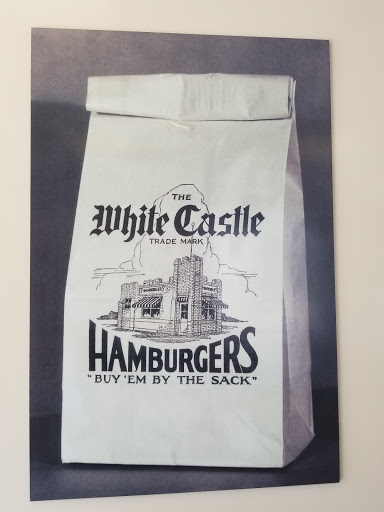 THE
White Castle
TRADE MARK
HAMBURGERS
"BUY 'EM BY THE SACK"